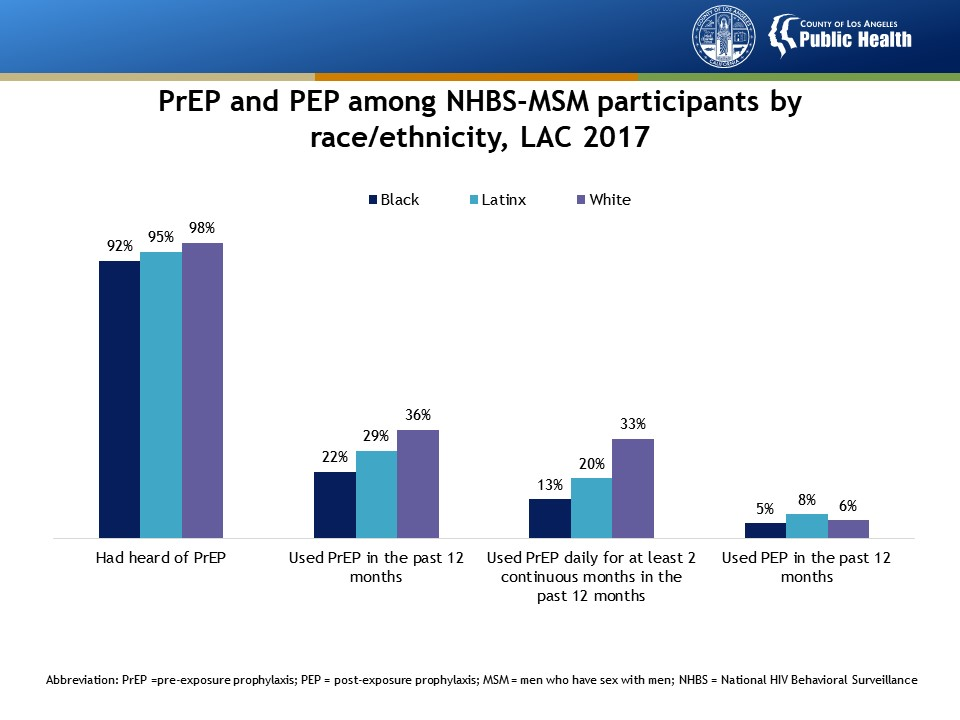 COUNTY OF LOS ANGELES
Public Health
PrEP and PEP among NHBS-MSM participants by
race/ethnicity, LAC 2017
Black Latinx White
92% 95% 98%
22% 29% 36%
13% 20% 33%
5% 8% 6%
Had heard of PrEP
Used PrEP in the past 12
months
Used PrEP daily for at least 2
continuous months in the
past 12 months
Used PEP in the past 12
months
Abbreviation: PrEP =pre-exposure prophylaxis; PEP = post-exposure prophylaxis; MSM = men who have sex with men; NHBS = National HIV Behavioral Surveillance